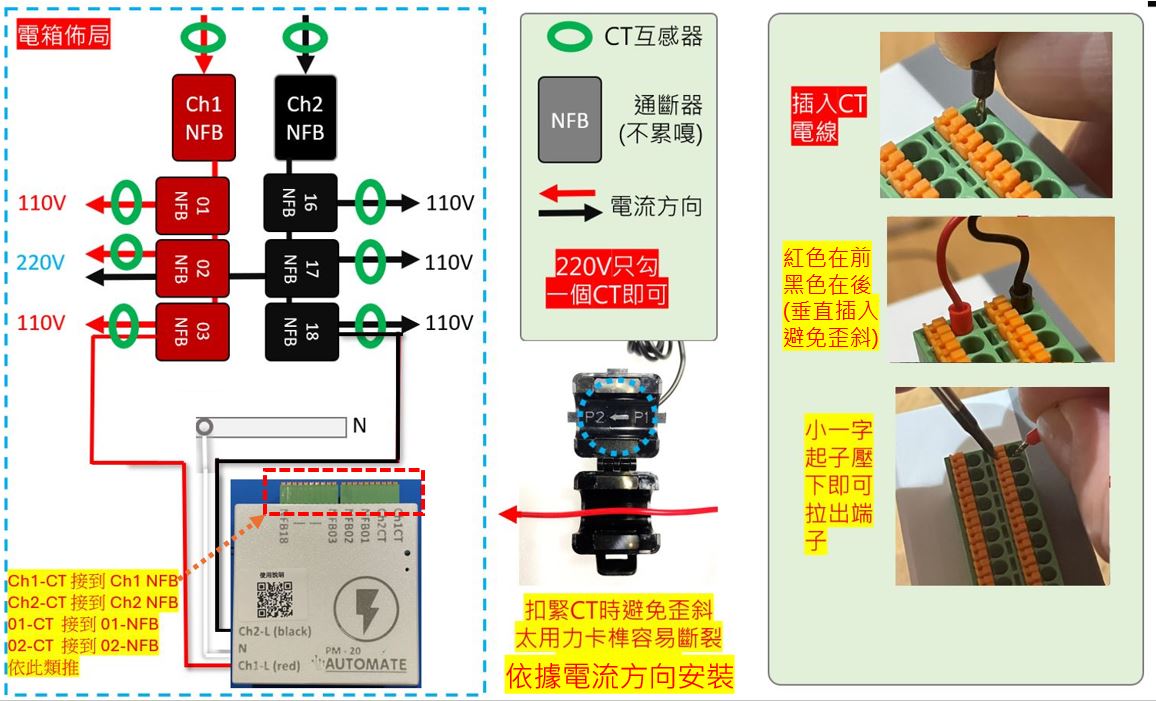 電箱佈局
Ch1
NFB
Ch2
NFB
110V
01
NFB
16
NFB
110V
220V
02
NFB
17
NFB
110V
110V
03
NFB
18
NFB
110V
N
NFB18
NFB03
NFB02
NFB01
Ch2CT
Ch1CT
使用說明
Ch2-L (black)
N
Ch1-L (red)
PM - 20
AUTOMATE
Ch1-CT 接到 Ch1 NFB
Ch2-CT 接到 Ch2 NFB
01-CT 接到 01-NFB
02-CT 接到 02-NFB
依此類推
CT互感器
NFB
通斷器
(不累嘎)
電流方向
220V只勾
一個CT即可
P2 ← P1
扣緊CT時避免歪斜
太用力卡榫容易斷裂
依據電流方向安裝
插入CT
電線
紅色在前
黑色在後
(垂直插入
避免歪斜)
小一字
起子壓
下即可
拉出端
子